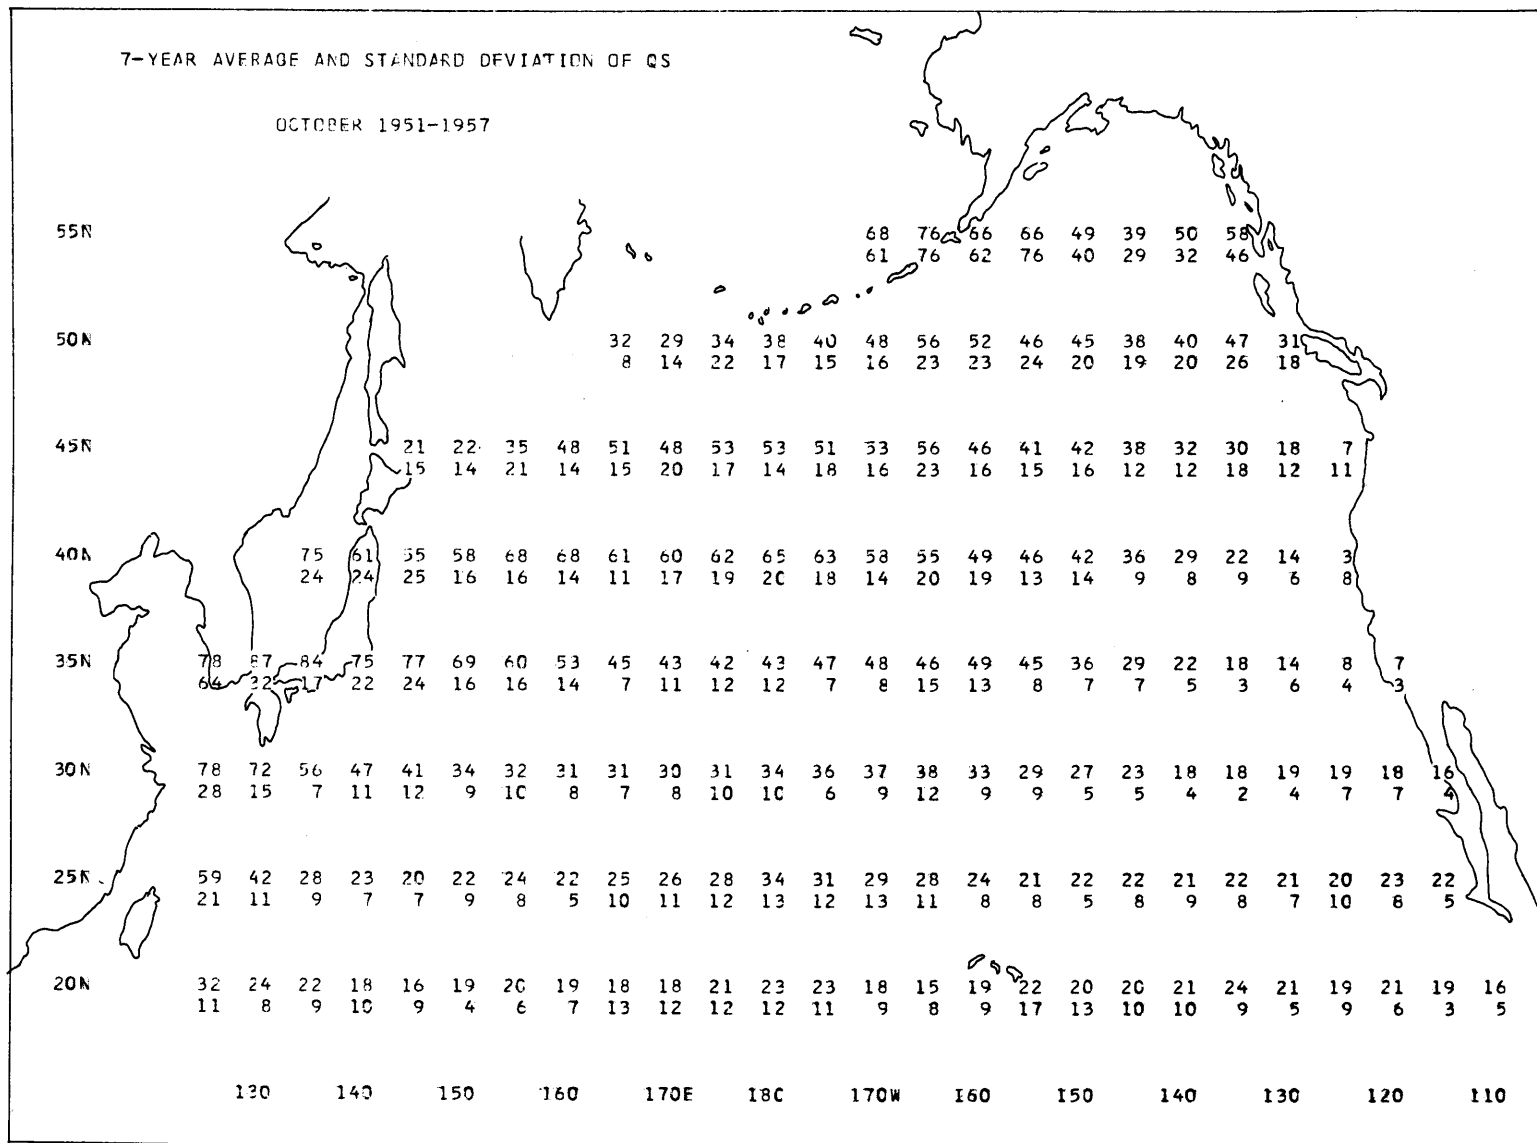 7-YEAR AVERAGE AND STANDARD DEVIATION OF QS
OCTOBER 1951-1957
55N 68 76 66 66 49 39 50 58
61 76 62 76 40 29 32 46
50N 32 29 34 38 40 48 56 52 46 45 38 40 47 31
8 14 22 17 15 16 23 23 24 20 19 20 26 18
45N 21 22 35 48 51 48 53 53 51 53 56 46 41 42 38 32 30 18 7
15 14 21 14 15 20 17 14 18 16 23 16 15 16 12 12 18 12 11
40N 75 61 55 58 68 68 61 60 62 65 63 58 55 49 46 42 36 29 22 14 3
24 24 25 16 16 14 11 17 19 20 18 14 20 19 13 14 9 8 9 6 8
35N 78 87 84 75 77 69 60 53 45 43 42 43 47 48 46 49 45 36 29 22 18 14 8 7
64 32 17 22 24 16 16 14 7 11 12 12 7 8 15 13 8 7 7 5 3 6 4 3
30N 78 72 56 47 41 34 32 31 31 30 31 34 36 37 38 33 29 27 23 18 18 19 19 18 16
28 15 7 11 12 9 10 8 7 8 10 10 6 9 12 9 9 5 5 4 2 4 7 7 4
25N 59 42 28 23 20 22 24 22 25 26 28 34 31 29 28 24 21 22 22 21 22 21 20 23 22
21 11 9 7 7 9 8 5 10 11 12 13 12 13 11 8 8 5 8 9 8 7 10 8 5
20N 32 24 22 18 16 19 20 19 18 18 21 23 23 18 15 19 22 20 20 21 24 21 19 21 19 16
11 8 9 10 9 4 6 7 13 12 12 12 11 9 8 9 17 13 10 10 9 5 9 6 3 5
130 140 150 160 170E 180 170W 160 150 140 130 120 110